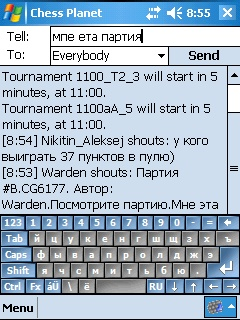 Chess Planet 8:55
Tell: мпе ета партия
To: Everybody Send
Tournament 1100_T2_3 will start in 5
minutes, at 11:00.
Tournament 1100aA_5 will start in 5
minutes, at 11:00.
[8:54] Nikitin_Aleksej shouts: у кого
выиграть 37 пунктов в пулю)
[8:53] Warden shouts: Партия
#B.CG6177. Автор:
Warden.Посмотрите партию.Мне эта
123 1 2 3 4 5 6 7 8 9 0 - =
Tab й ц у к е н г ш щ з х ъ
Caps ф ы в а п р о л д ж э
Shift я ч с м и т ь б ю .
Ctrl Fx áÜ \ ё RU ↓ ↑ ← →
Menu